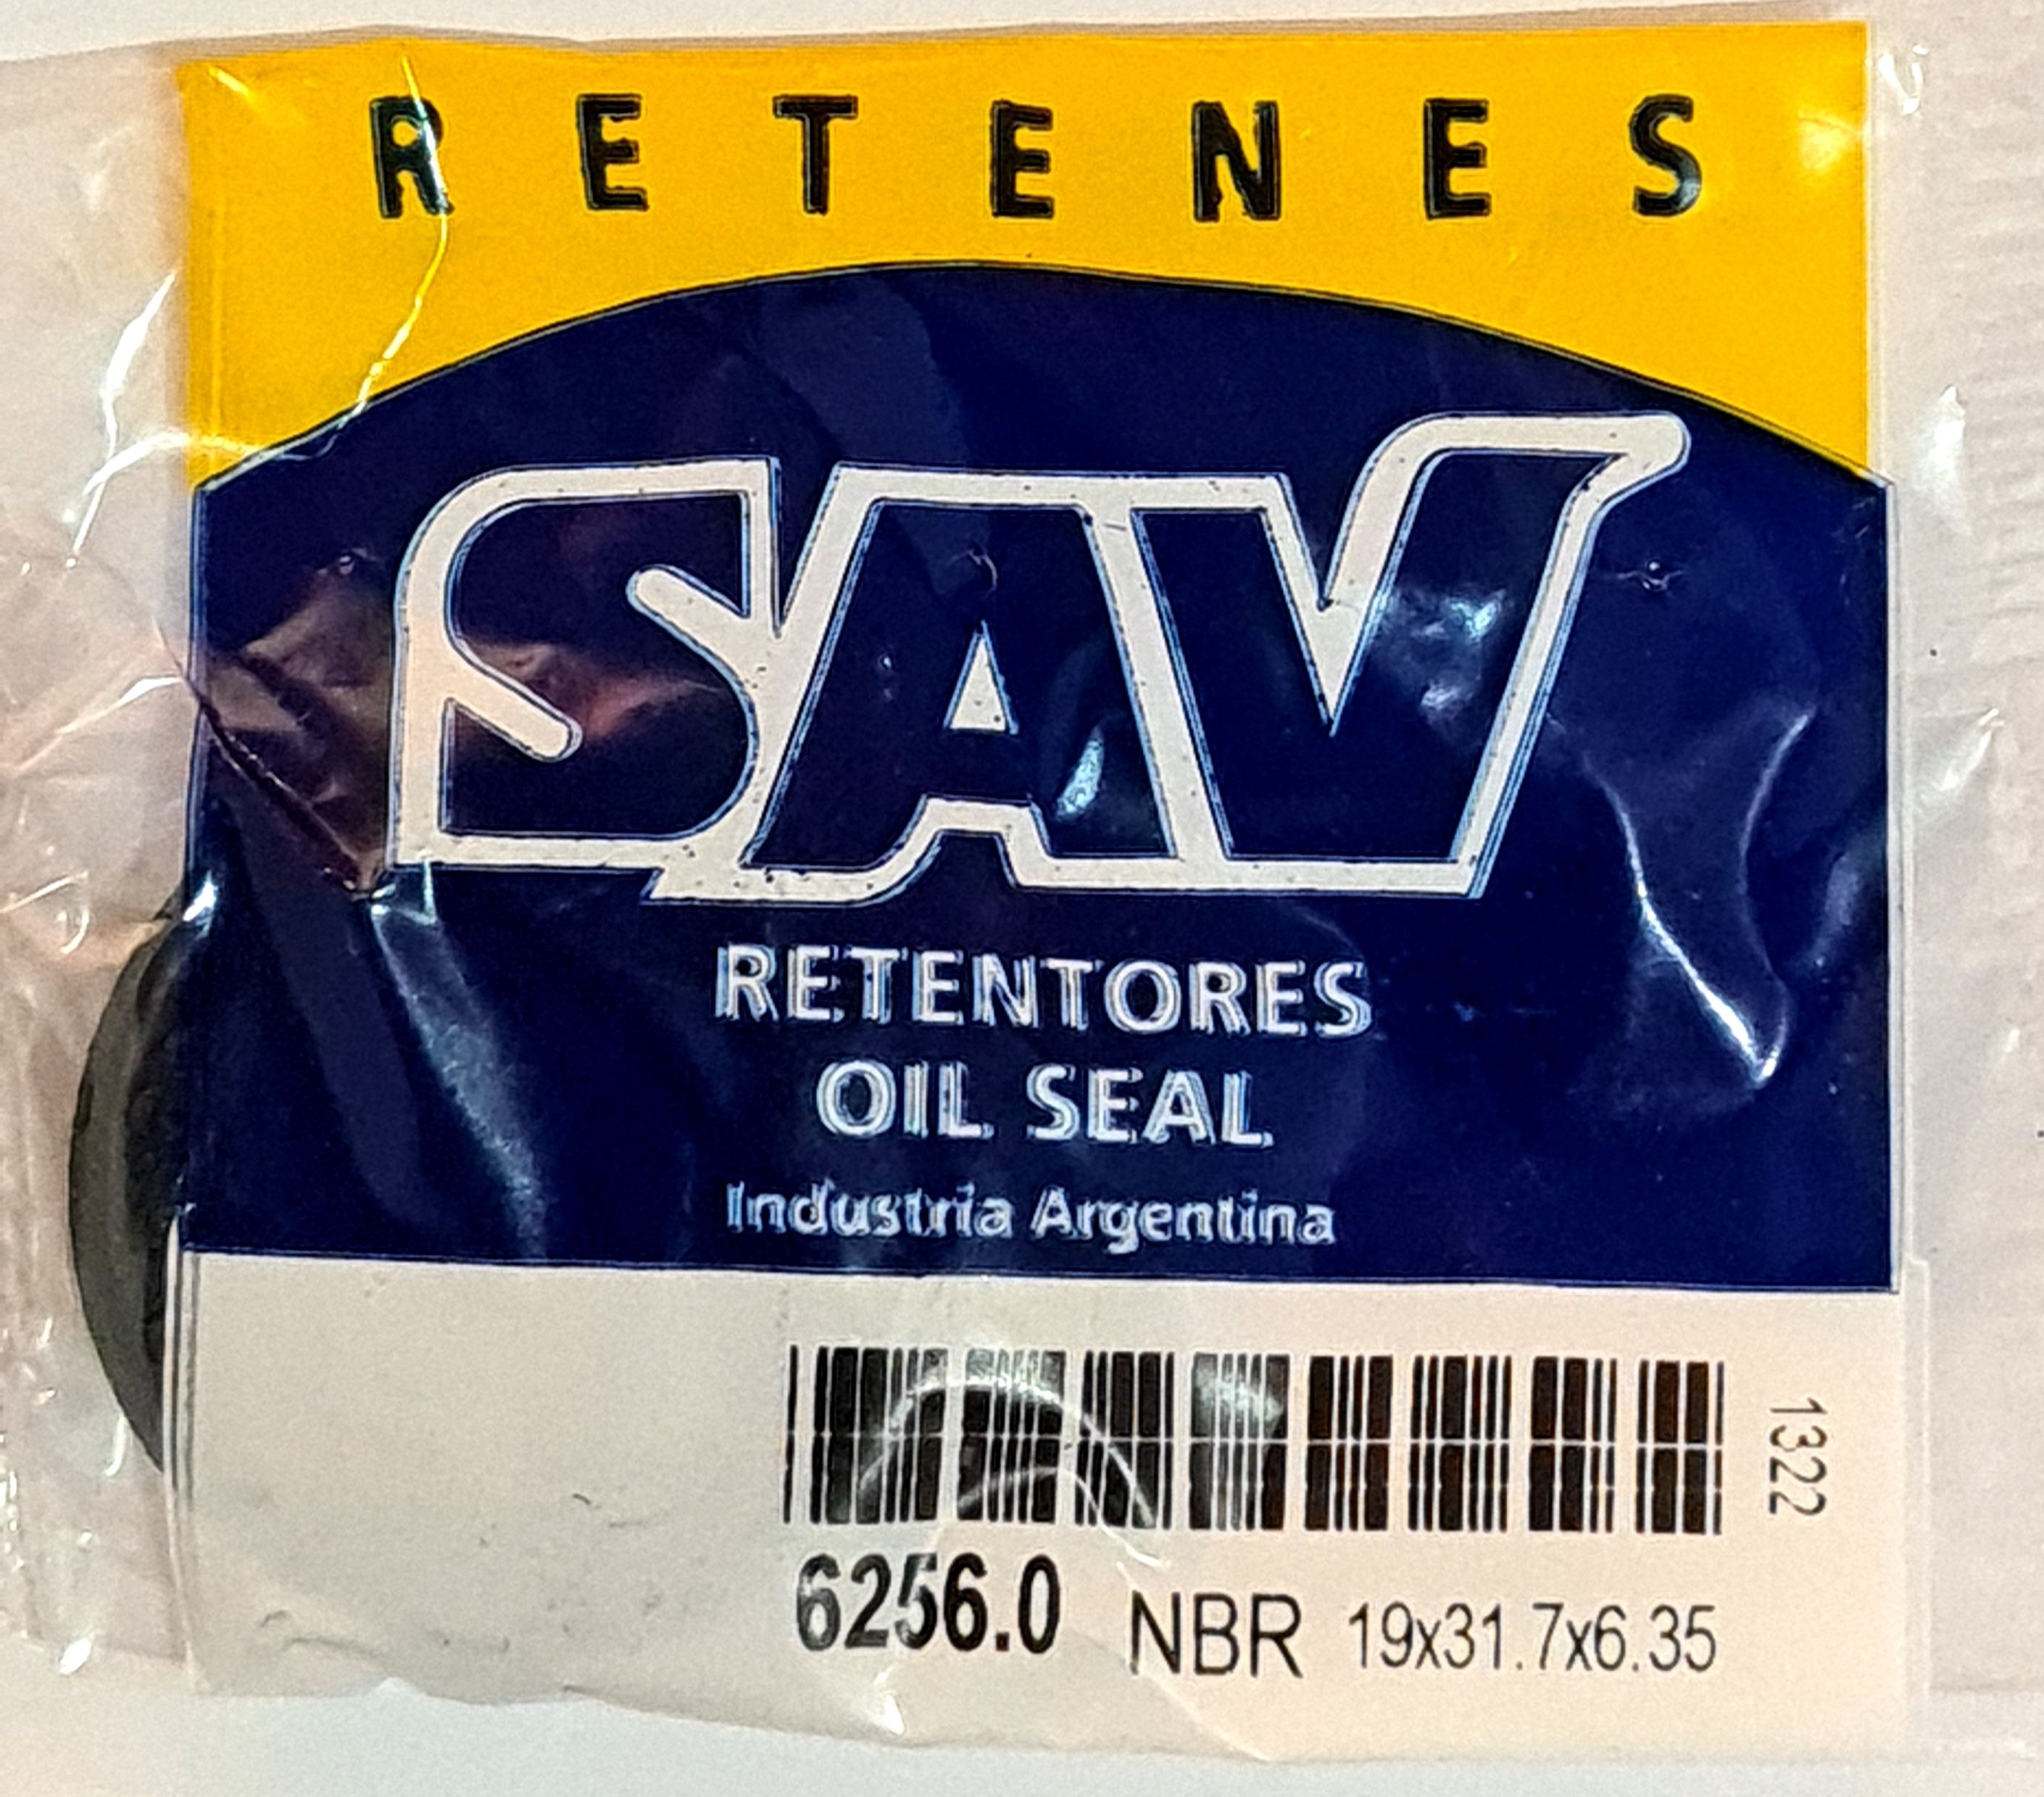 RETENES
SAV
RETENTORES
OIL SEAL
Industria Argentina
1322
6256.0 NBR 19x31.7x6.35